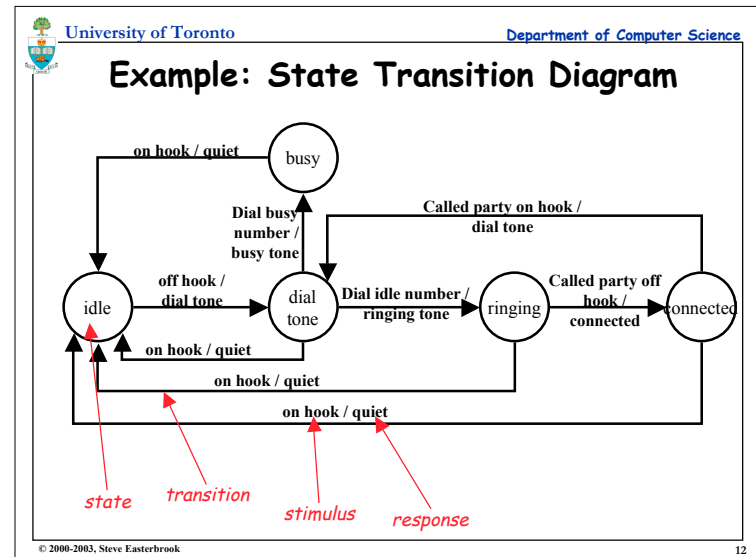 University of Toronto
Department of Computer Science
Example: State Transition Diagram
on hook / quiet
busy
Dial busy
number /
busy tone
Called party on hook /
dial tone
idle
off hook /
dial tone
dial
tone
Dial idle number /
ringing tone
ringing
Called party off
hook /
connected
connected
on hook / quiet
on hook / quiet
on hook / quiet
state
transition
stimulus
response
© 2000-2003, Steve Easterbrook
12